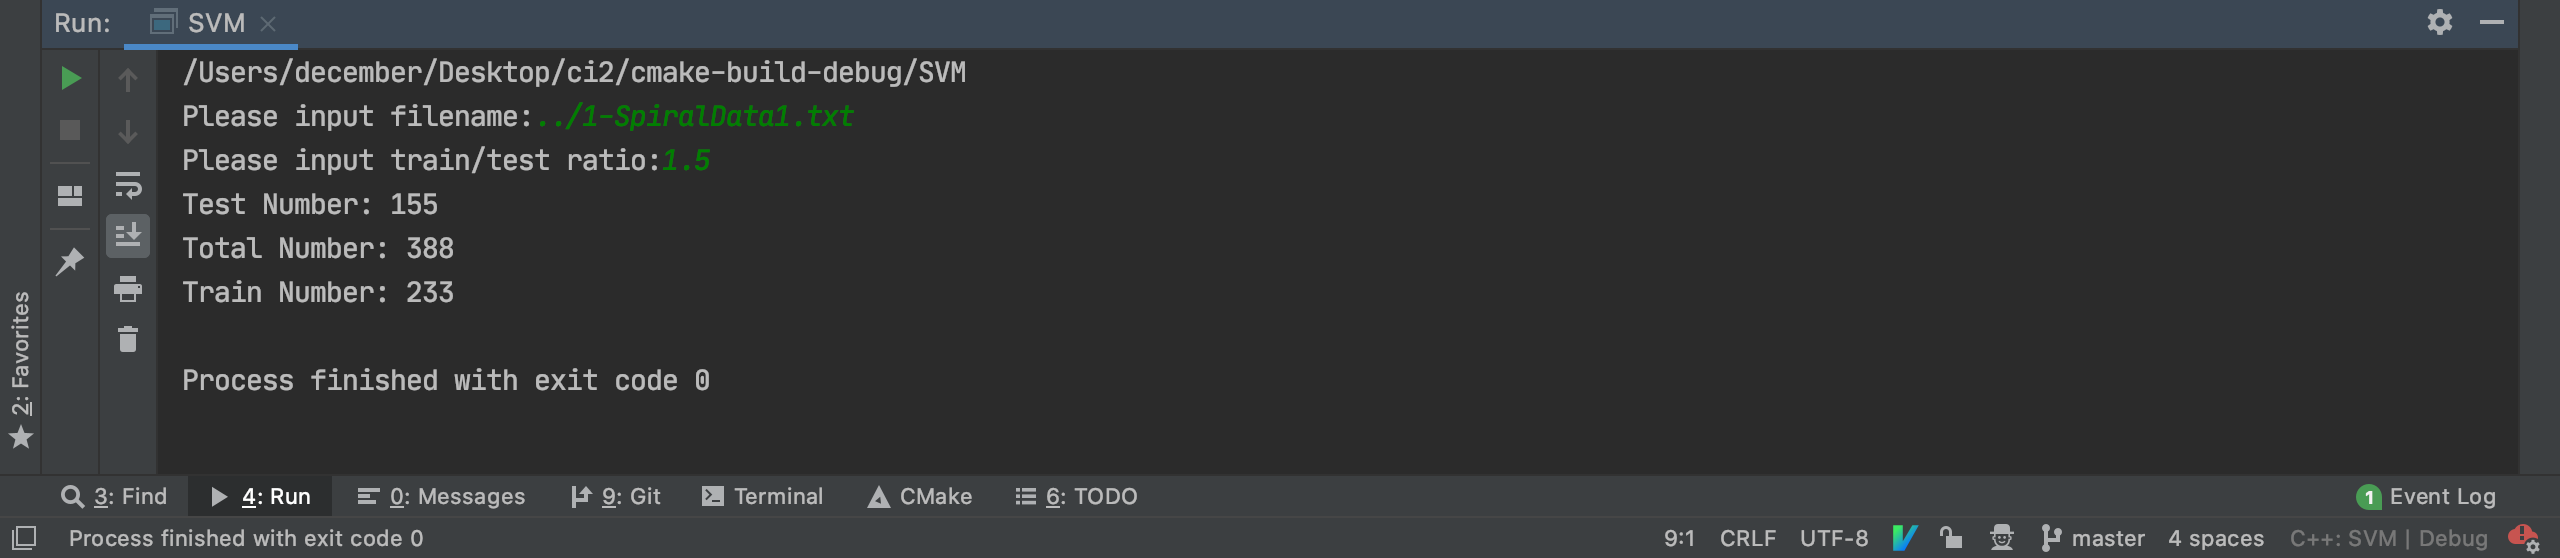 Run: SVM
/Users/december/Desktop/ci2/cmake-build-debug/SVM
Please input filename:../1-SpiralData1.txt
Please input train/test ratio:1.5
Test Number: 155
Total Number: 388
Train Number: 233
Process finished with exit code 0
2: Favorites
3: Find 4: Run 0: Messages 9: Git Terminal CMake 6: TODO 1 Event Log
Process finished with exit code 0 9:1 CRLF UTF-8 master 4 spaces C++: SVM | Debug